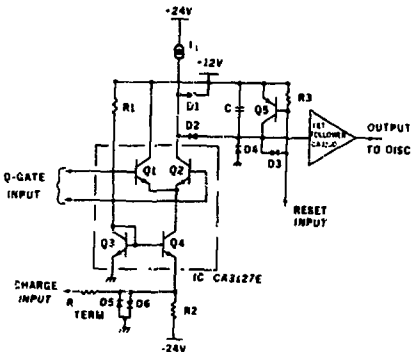 +24V
I1
+12V
R1
D1
C
Q5
R3
D2
FET
FOLLOWER
OUTPUT
TO DISC
D4
D3
Q-GATE
INPUT
Q1
Q2
RESET
INPUT
Q3
Q4
IC CA3127E
CHARGE
INPUT
R
TERM
D5
D6
R2
-24V